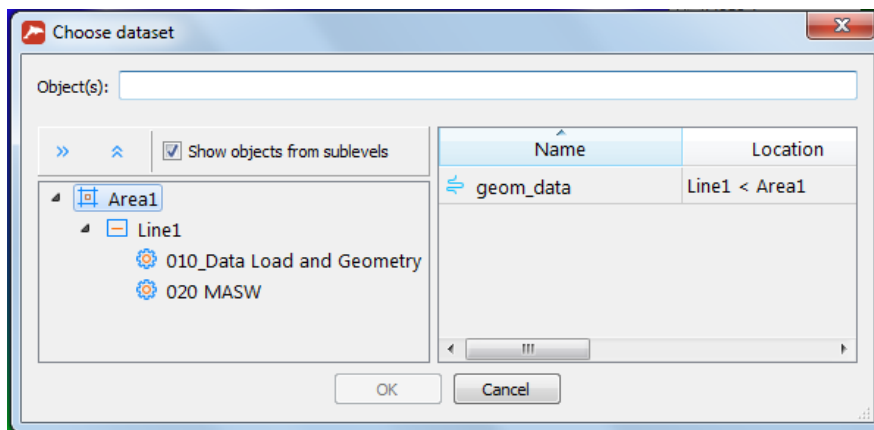 Choose dataset
Object(s):
Show objects from sublevels
Name Location
geom_data Line1 < Area1
Area1
Line1
010_Data Load and Geometry
020 MASW
OK Cancel